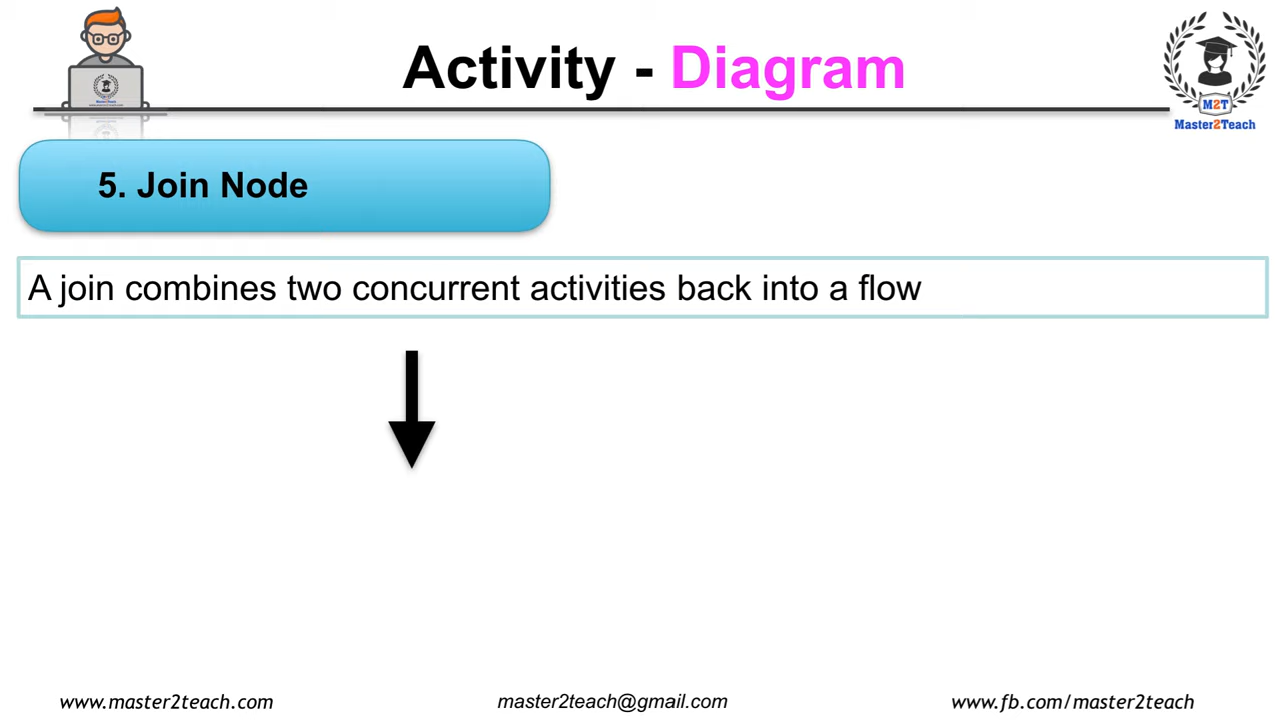 Activity - Diagram
M2T
Master2Teach
5. Join Node
A join combines two concurrent activities back into a flow
www.master2teach.com
master2teach@gmail.com
www.fb.com/master2teach